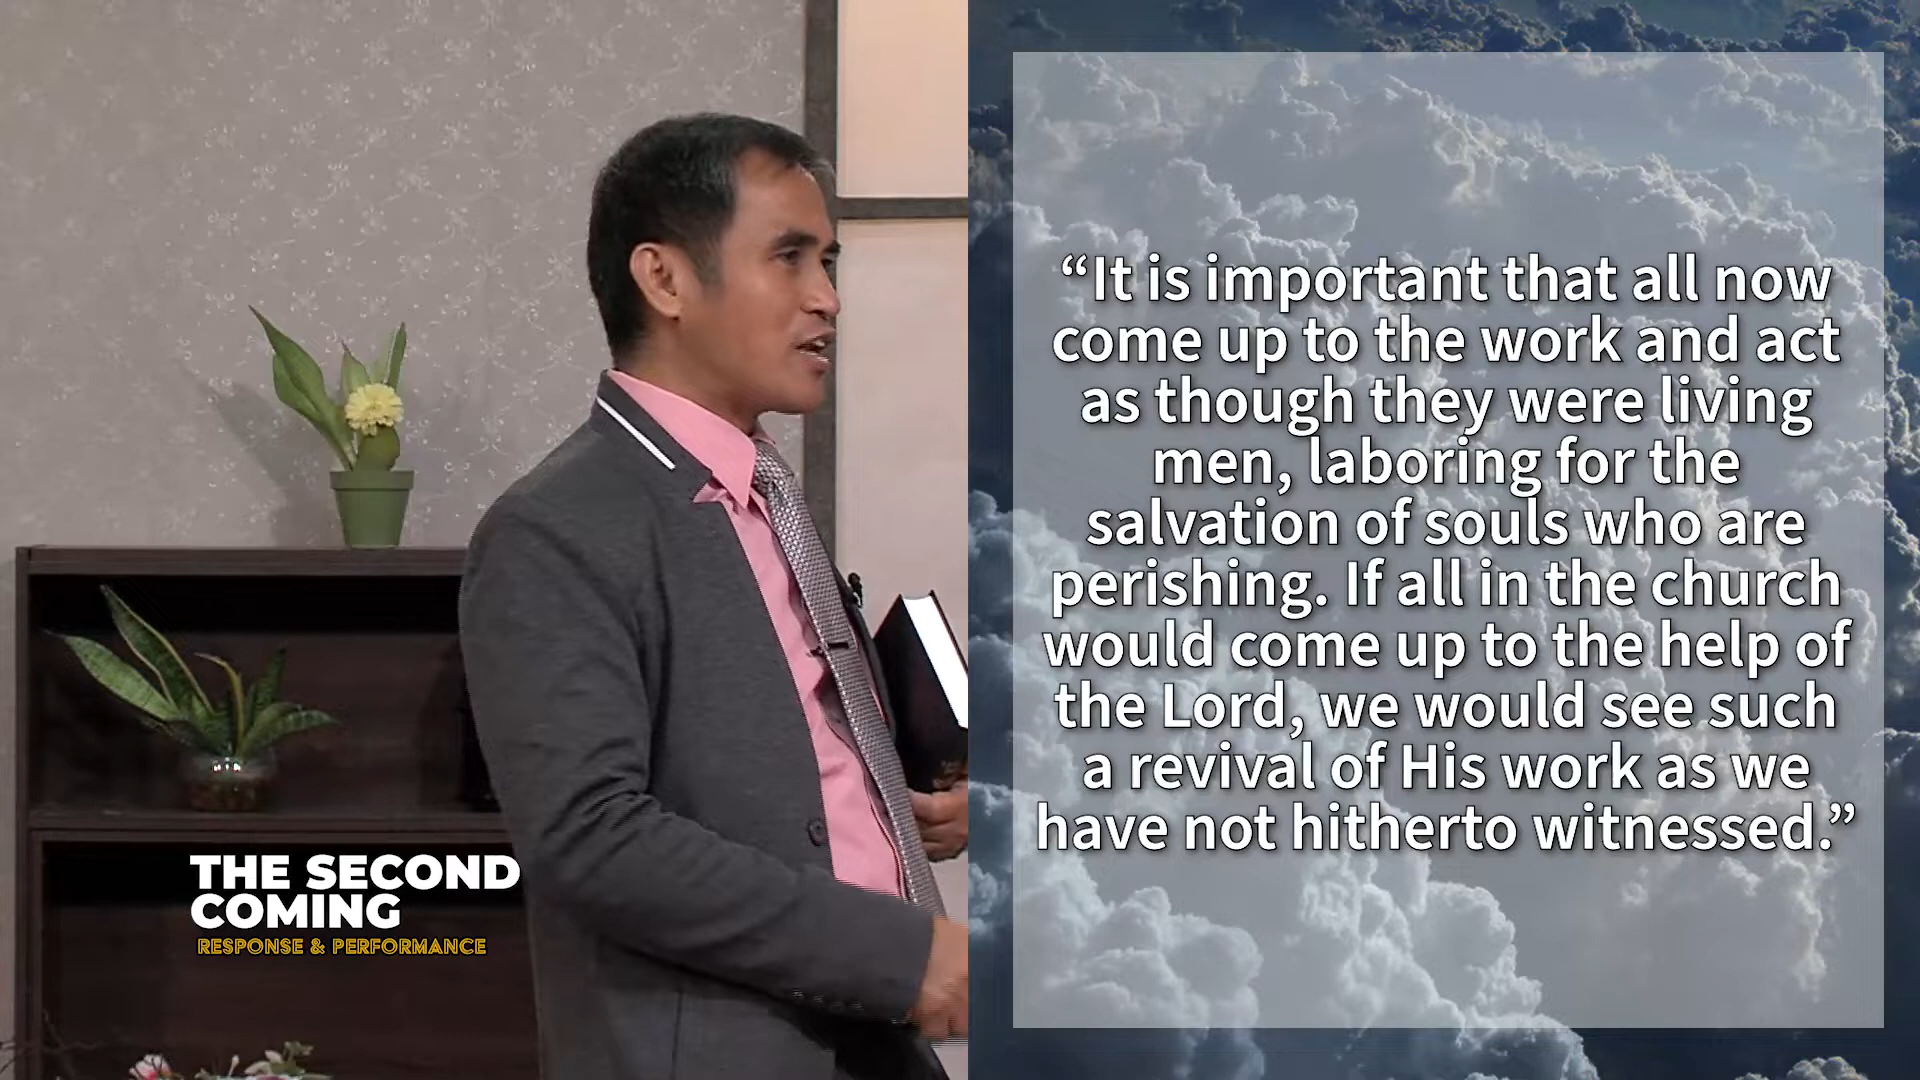 THE SECOND
COMING
RESPONSE & PERFORMANCE
“It is important that all now
come up to the work and act
as though they were living
men, laboring for the
salvation of souls who are
perishing. If all in the church
would come up to the help of
the Lord, we would see such
a revival of His work as we
have not hitherto witnessed.”